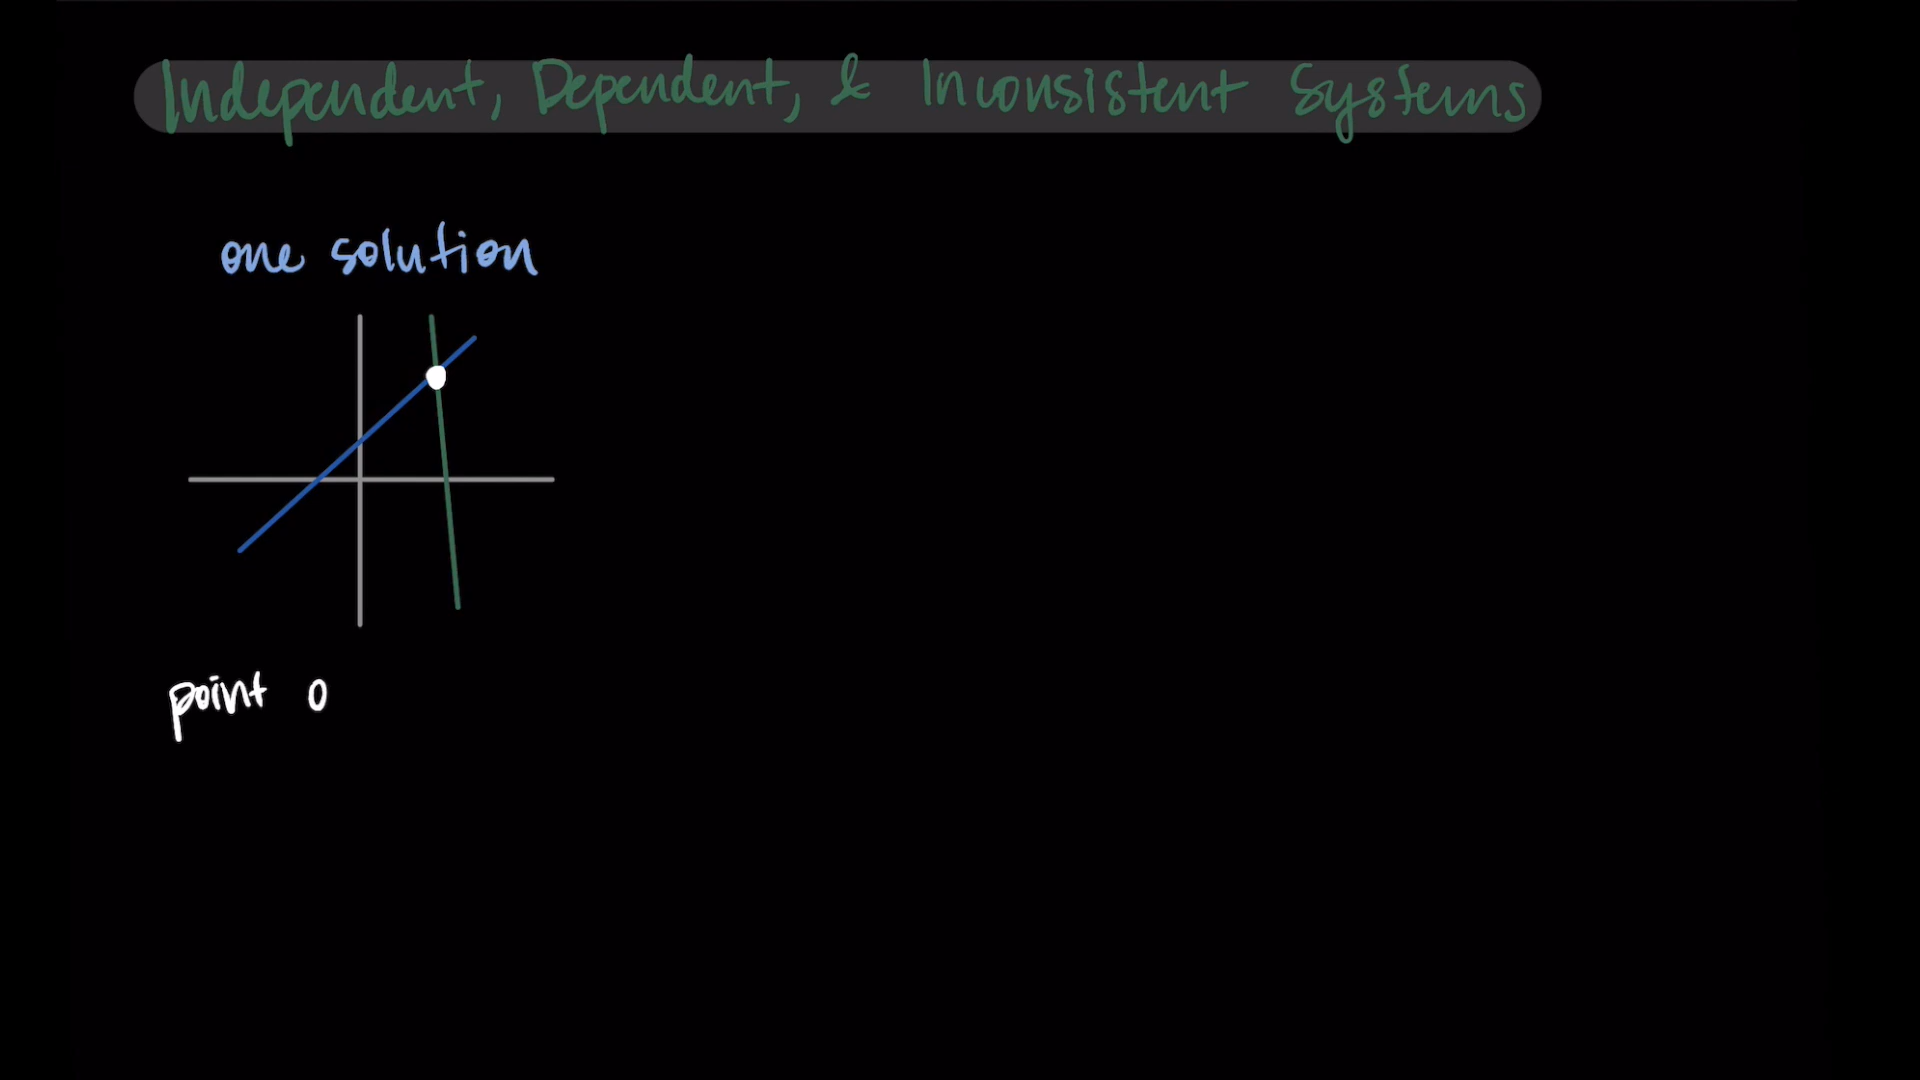 Independent, Dependent, & Inconsistent Systems
one solution
point o